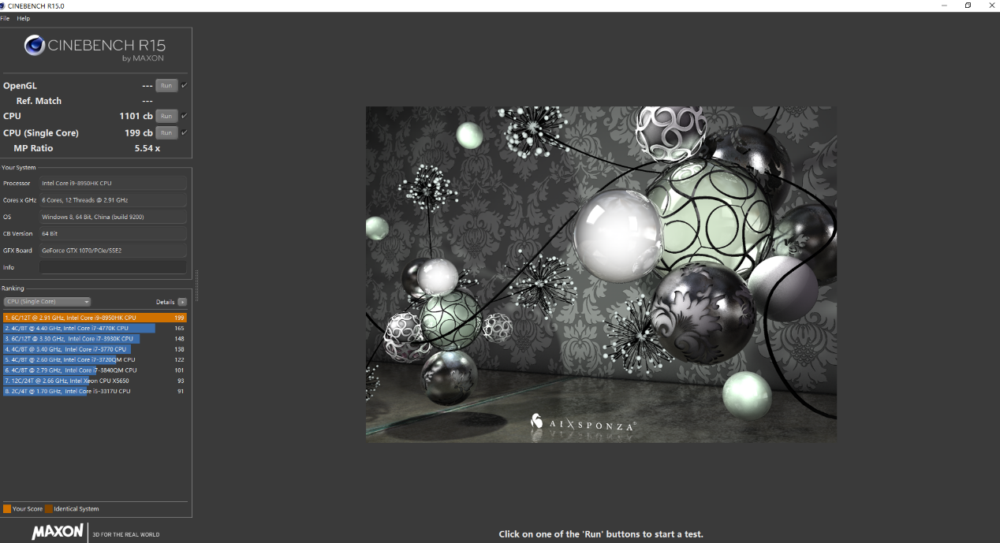 CINEBENCH R15.0
File Help
CINEBENCH R15
by MAXON
OpenGL --- Run
Ref. Match ---
CPU 1101 cb Run
CPU (Single Core) 199 cb Run
MP Ratio 5.54 x
Your System
Processor Intel Core i9-8950HK CPU
Cores x GHz 6 Cores, 12 Threads @ 2.91 GHz
OS Windows 8, 64 Bit, China (build 9200)
CB Version 64 Bit
GFX Board GeForce GTX 1070/PCIe/SSE2
Info
Ranking
CPU (Single Core) Details
1. 6C/12T @ 2.91 GHz, Intel Core i9-8950HK CPU 199
2. 4C/8T @ 4.40 GHz, Intel Core i7-4770K CPU 165
3. 6C/12T @ 3.30 GHz, Intel Core i7-3930K CPU 148
4. 4C/8T @ 3.40 GHz, Intel Core i7-3770 CPU 138
5. 4C/8T @ 2.60 GHz, Intel Core i7-3720QM CPU 122
6. 4C/8T @ 2.79 GHz, Intel Core i7-3840QM CPU 101
7. 12C/24T @ 2.66 GHz, Intel Xeon CPU X5650 93
8. 2C/4T @ 1.70 GHz, Intel Core i5-3317U CPU 91
AIXSPONZA®
Your Score Identical System
MAXON 3D FOR THE REAL WORLD
Click on one of the 'Run' buttons to start a test.